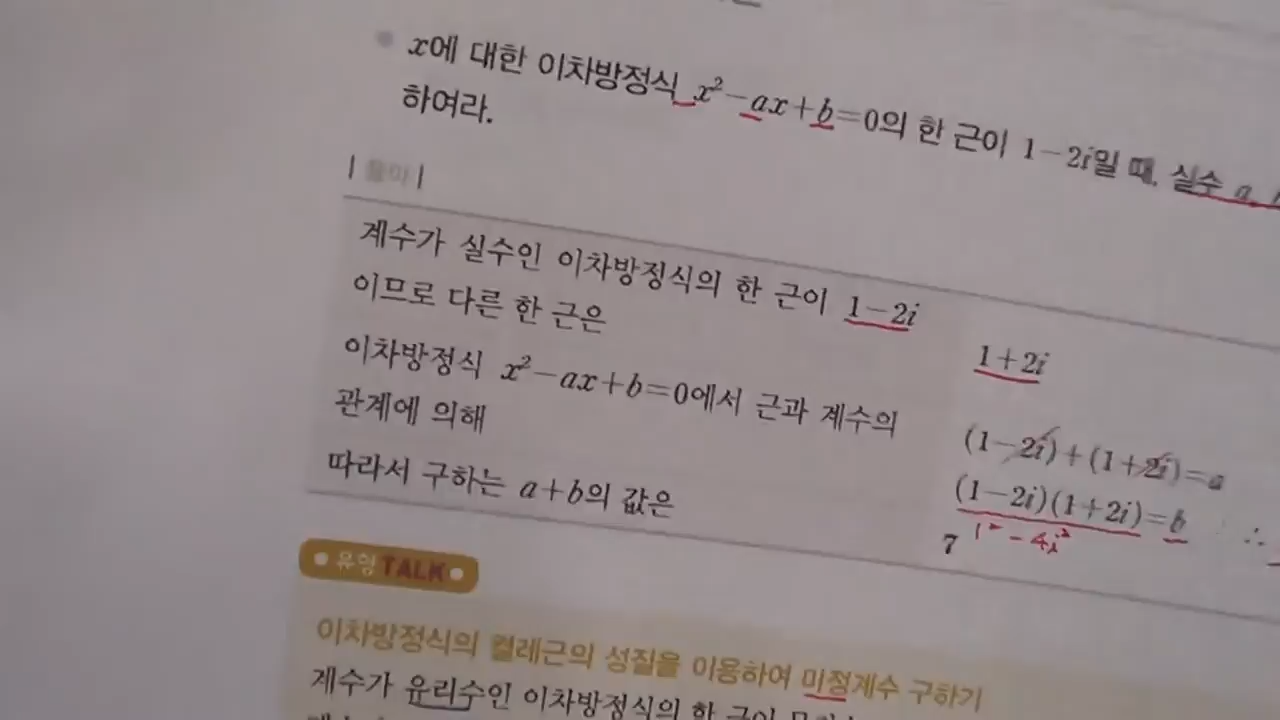 x에 대한 이차방정식 x²-ax+b=0의 한 근이 1-2i일 때, 실수 a,
하여라.
| 풀이 |
계수가 실수인 이차방정식의 한 근이 1-2i
이므로 다른 한 근은
1+2i
이차방정식 x²-ax+b=0에서 근과 계수의
관계에 의해
(1-2i)+(1+2i)=a
(1-2i)(1+2i)=b ∴
1²-4i²
따라서 구하는 a+b의 값은
7
유형TALK
이차방정식의 켤레근의 성질을 이용하여 미정계수 구하기
계수가 유리수인 이차방정식의 한 근이